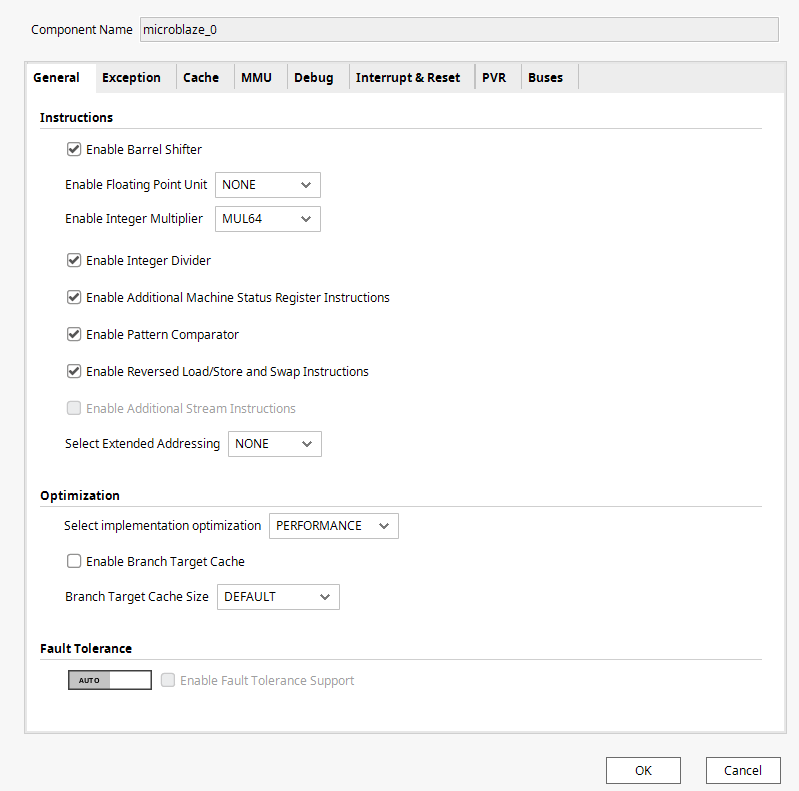 Component Name microblaze_0
General Exception Cache MMU Debug Interrupt & Reset PVR Buses
Instructions
Enable Barrel Shifter
Enable Floating Point Unit NONE
Enable Integer Multiplier MUL64
Enable Integer Divider
Enable Additional Machine Status Register Instructions
Enable Pattern Comparator
Enable Reversed Load/Store and Swap Instructions
Enable Additional Stream Instructions
Select Extended Addressing NONE
Optimization
Select implementation optimization PERFORMANCE
Enable Branch Target Cache
Branch Target Cache Size DEFAULT
Fault Tolerance
AUTO Enable Fault Tolerance Support
OK Cancel